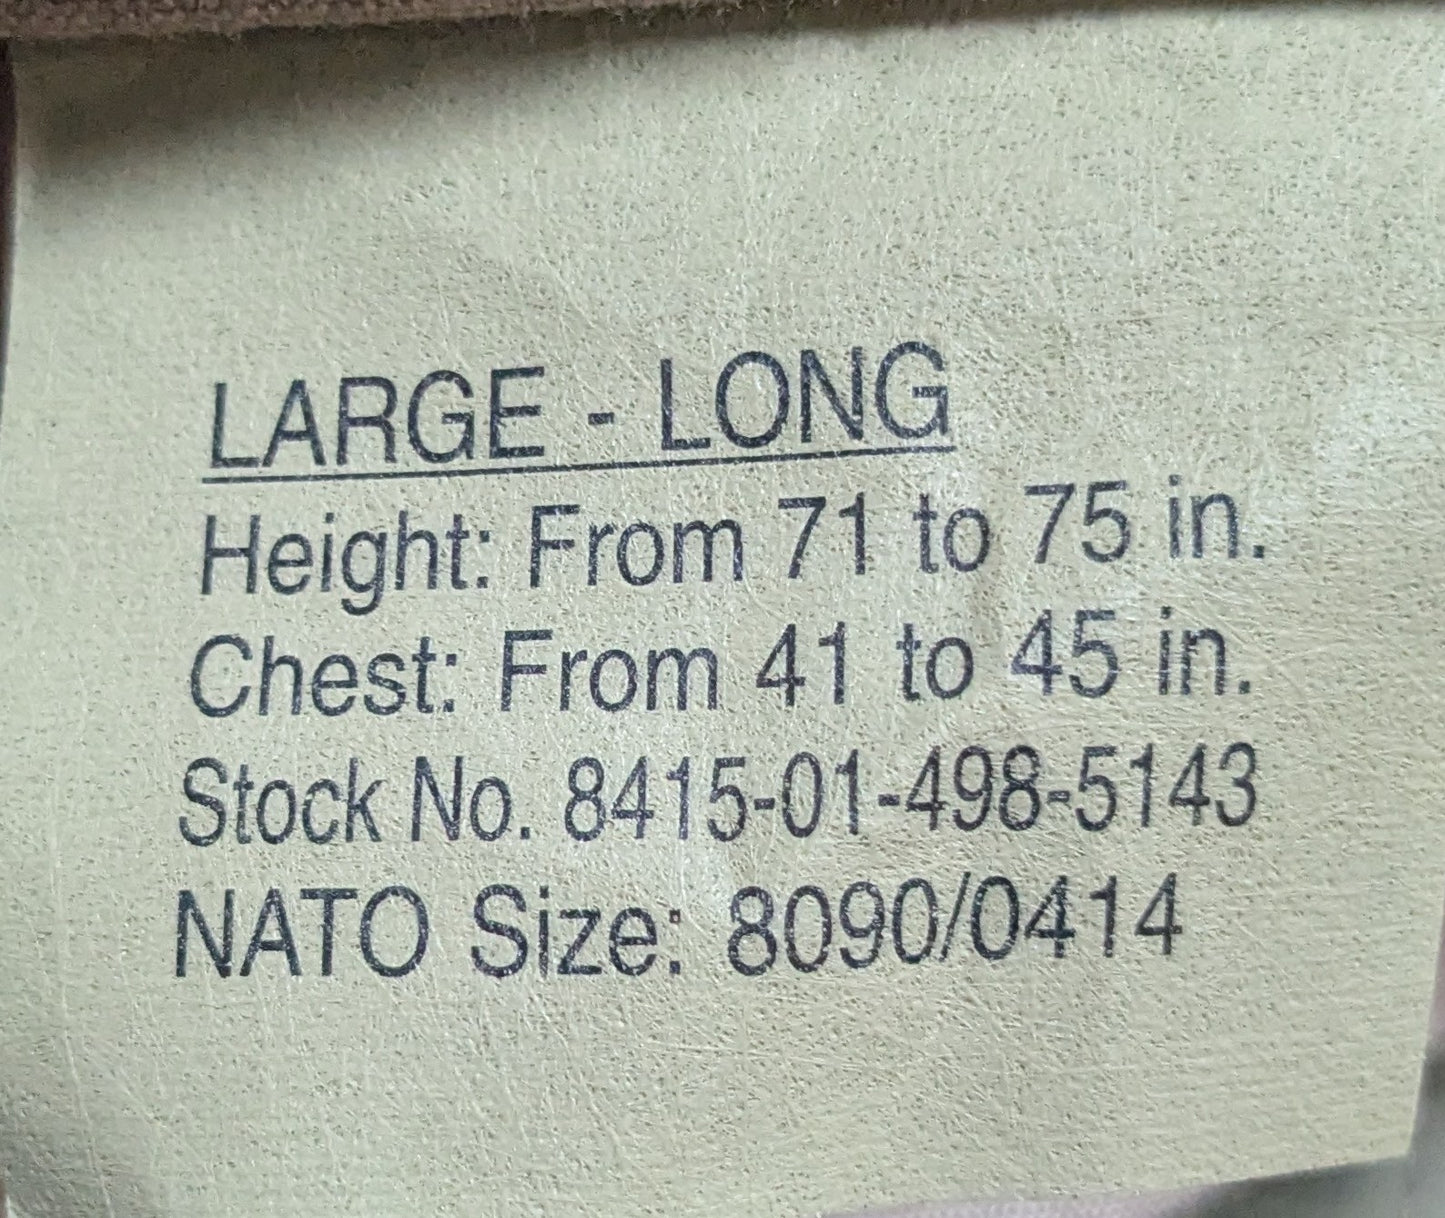 LARGE - LONG
Height: From 71 to 75 in.
Chest: From 41 to 45 in.
Stock No. 8415-01-498-5143
NATO Size: 8090/0414